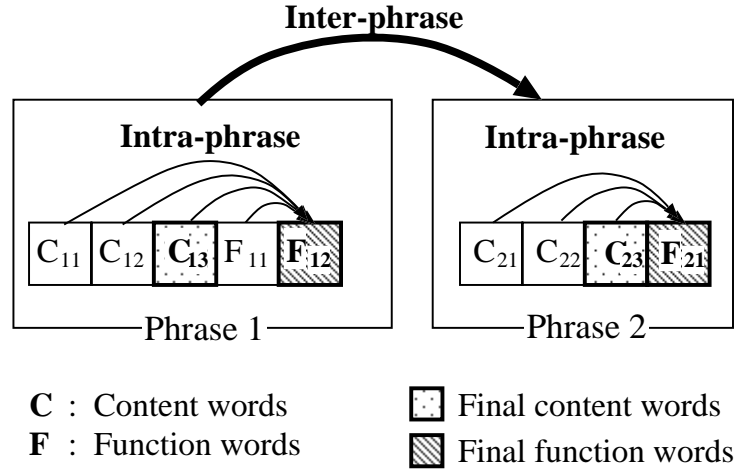 Inter-phrase
Intra-phrase
Intra-phrase
C11 C12 C13 F11 F12
C21 C22 C23 F21
Phrase 1
Phrase 2
C : Content words
F : Function words
Final content words
Final function words